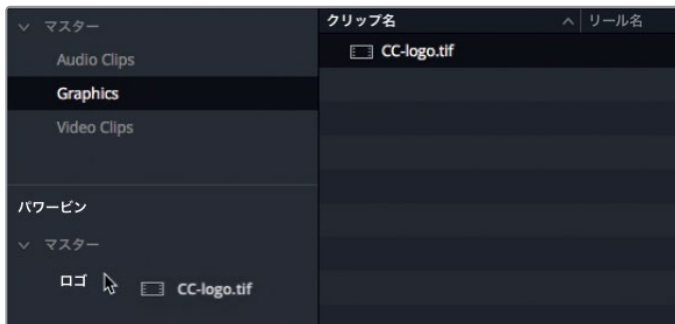 マスター
Audio Clips
Graphics
Video Clips
パワービン
マスター
ロゴ
CC-logo.tif
クリップ名 リール名
CC-logo.tif